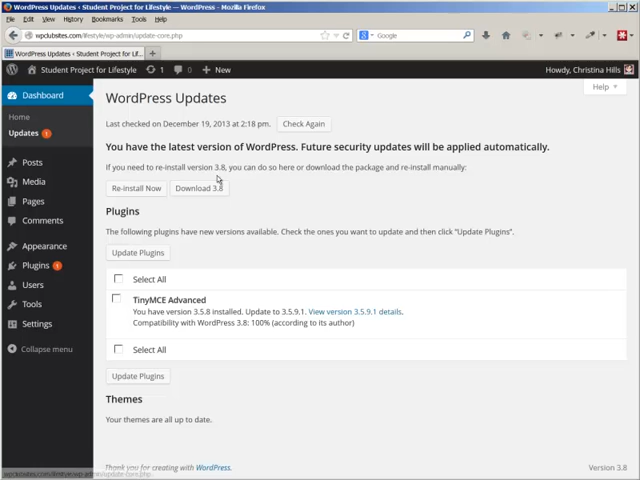 WordPress Updates ‹ Student Project for Lifestyle — WordPress - Mozilla Firefox
File Edit View History Bookmarks Tools Help
wpclubsites.com/lifestyle/wp-admin/update-core.php
Google
WordPress Updates ‹ Student Project for Lif...
Student Project for Lifestyle 1 0 + New
Howdy, Christina Hills
Dashboard
Home
Updates 1
Posts
Media
Pages
Comments
Appearance
Plugins 1
Users
Tools
Settings
Collapse menu
Help
WordPress Updates
Last checked on December 19, 2013 at 2:18 pm.
Check Again
You have the latest version of WordPress. Future security updates will be applied automatically.
If you need to re-install version 3.8, you can do so here or download the package and re-install manually:
Re-install Now
Download 3.8
Plugins
The following plugins have new versions available. Check the ones you want to update and then click "Update Plugins".
Update Plugins
Select All
TinyMCE Advanced
You have version 3.5.8 installed. Update to 3.5.9.1. View version 3.5.9.1 details.
Compatibility with WordPress 3.8: 100% (according to its author)
Select All
Update Plugins
Themes
Your themes are all up to date.
Thank you for creating with WordPress.
Version 3.8
wpclubsites.com/lifestyle/wp-admin/update-core.php